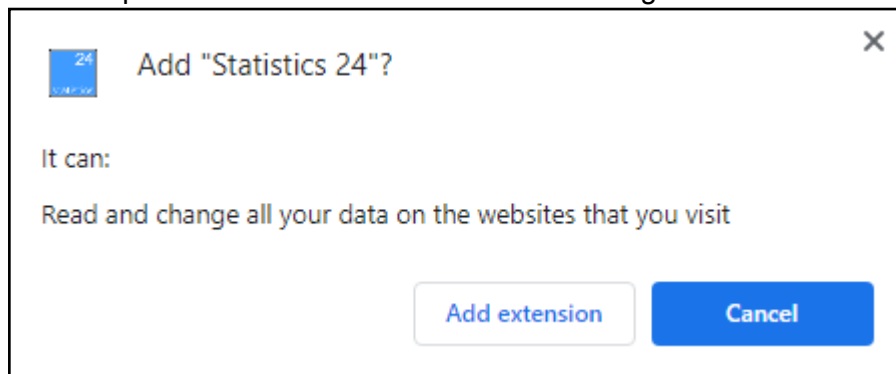 24
Add "Statistics 24"?
It can:
Read and change all your data on the websites that you visit
Add extension
Cancel